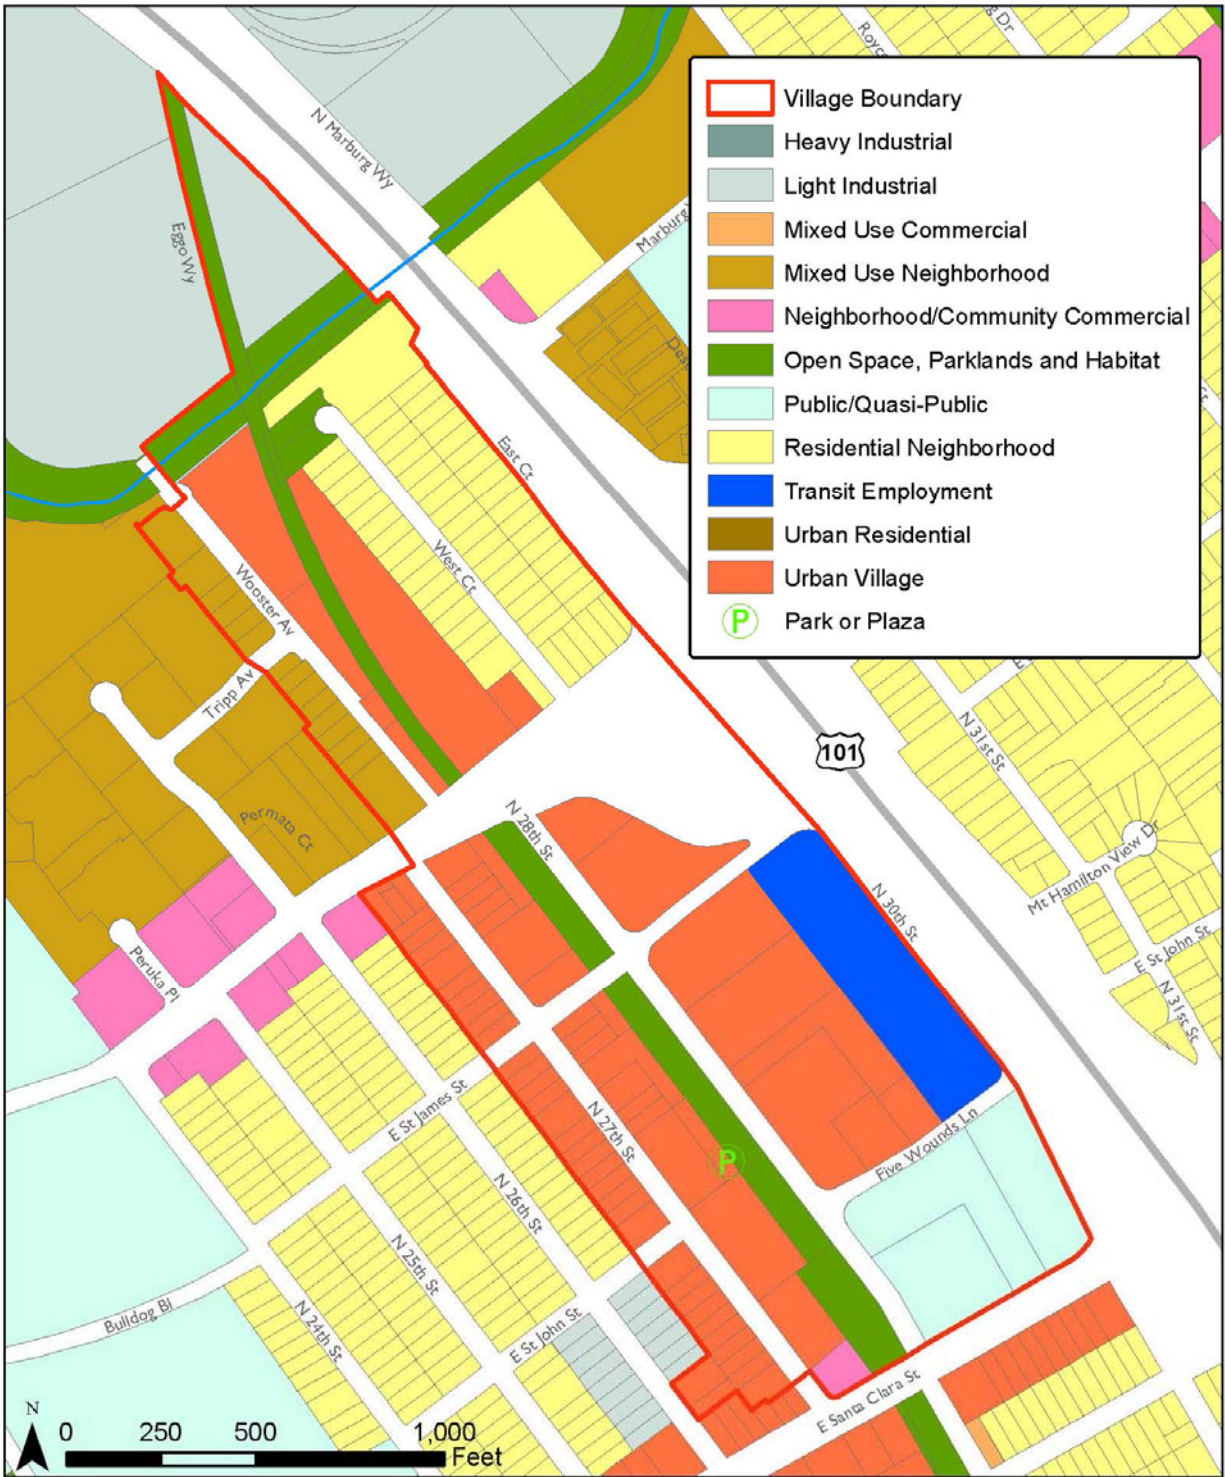 g Dr
Royce
N Marburg Wy
Village Boundary
Heavy Industrial
Light Industrial
Mixed Use Commercial
Mixed Use Neighborhood
Neighborhood/Community Commercial
Open Space, Parklands and Habitat
Public/Quasi-Public
Residential Neighborhood
Transit Employment
Urban Residential
Urban Village
P
Park or Plaza
Eggo Wy
Marburg
Des
East Ct
West Ct
Wooster Av
Tripp Av
E
N 31st St
101
Permata Ct
N 28th St
Mt Hamilton View Dr
N 30th St
E St John St
Peruka Pl
N 31st St
E St James St
N 27th St
Five Wounds Ln
P
N 26th St
N 25th St
Bulldog Bl
N 24th St
E St John St
E Santa Clara St
N
0 250 500 1,000
Feet